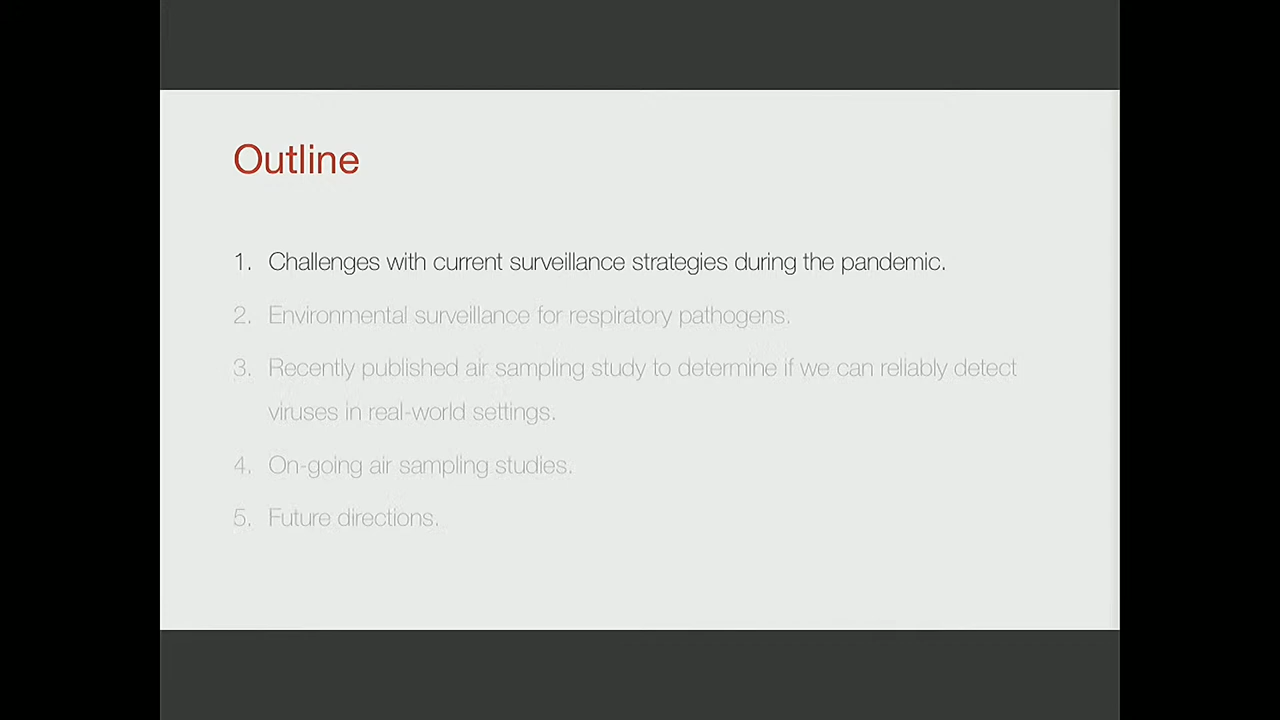 Outline
1. Challenges with current surveillance strategies during the pandemic.
2. Environmental surveillance for respiratory pathogens.
3. Recently published air sampling study to determine if we can reliably detect
viruses in real-world settings.
4. On-going air sampling studies.
5. Future directions.